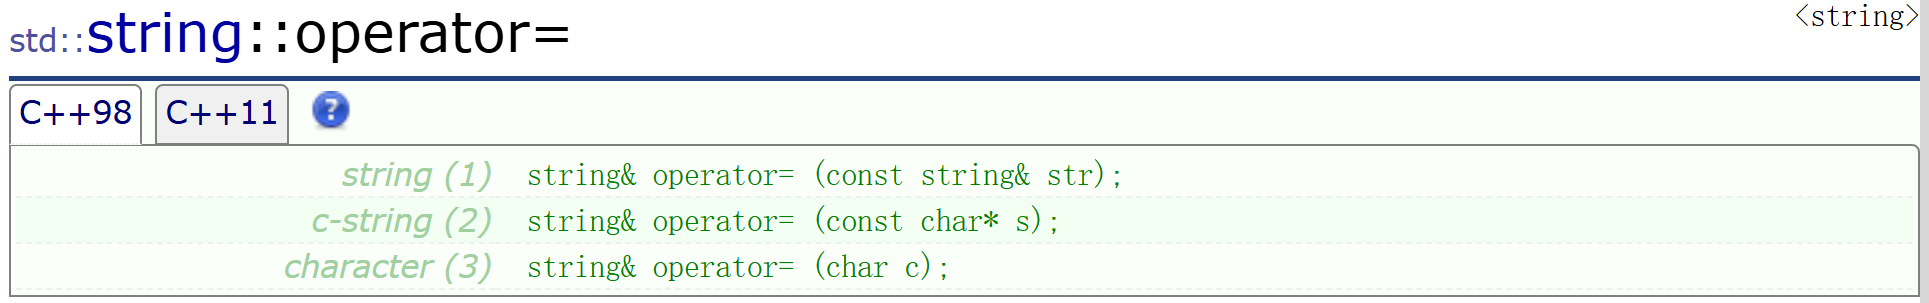 std::string::operator=
<string>
C++98 C++11 ?
string (1) string& operator= (const string& str);
c-string (2) string& operator= (const char* s);
character (3) string& operator= (char c);